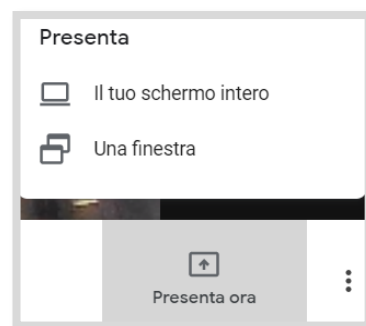 Presenta
Il tuo schermo intero
Una finestra
Presenta ora